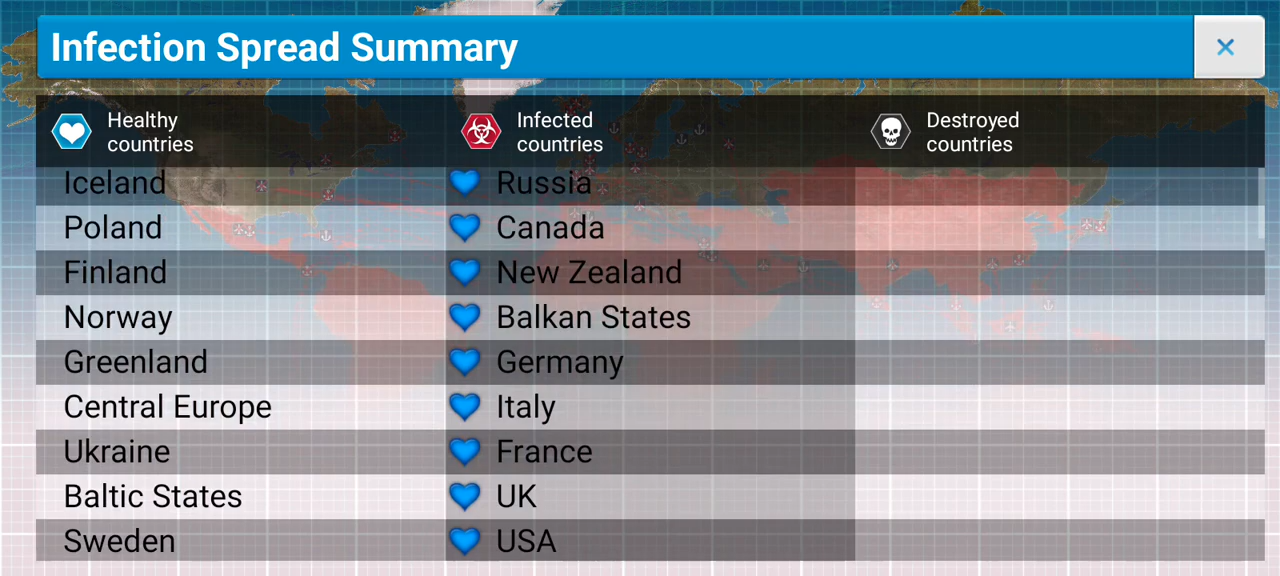 Infection Spread Summary
Healthy countries
Infected countries
Destroyed countries
Iceland
Russia
Poland
Canada
Finland
New Zealand
Norway
Balkan States
Greenland
Germany
Central Europe
Italy
Ukraine
France
Baltic States
UK
Sweden
USA